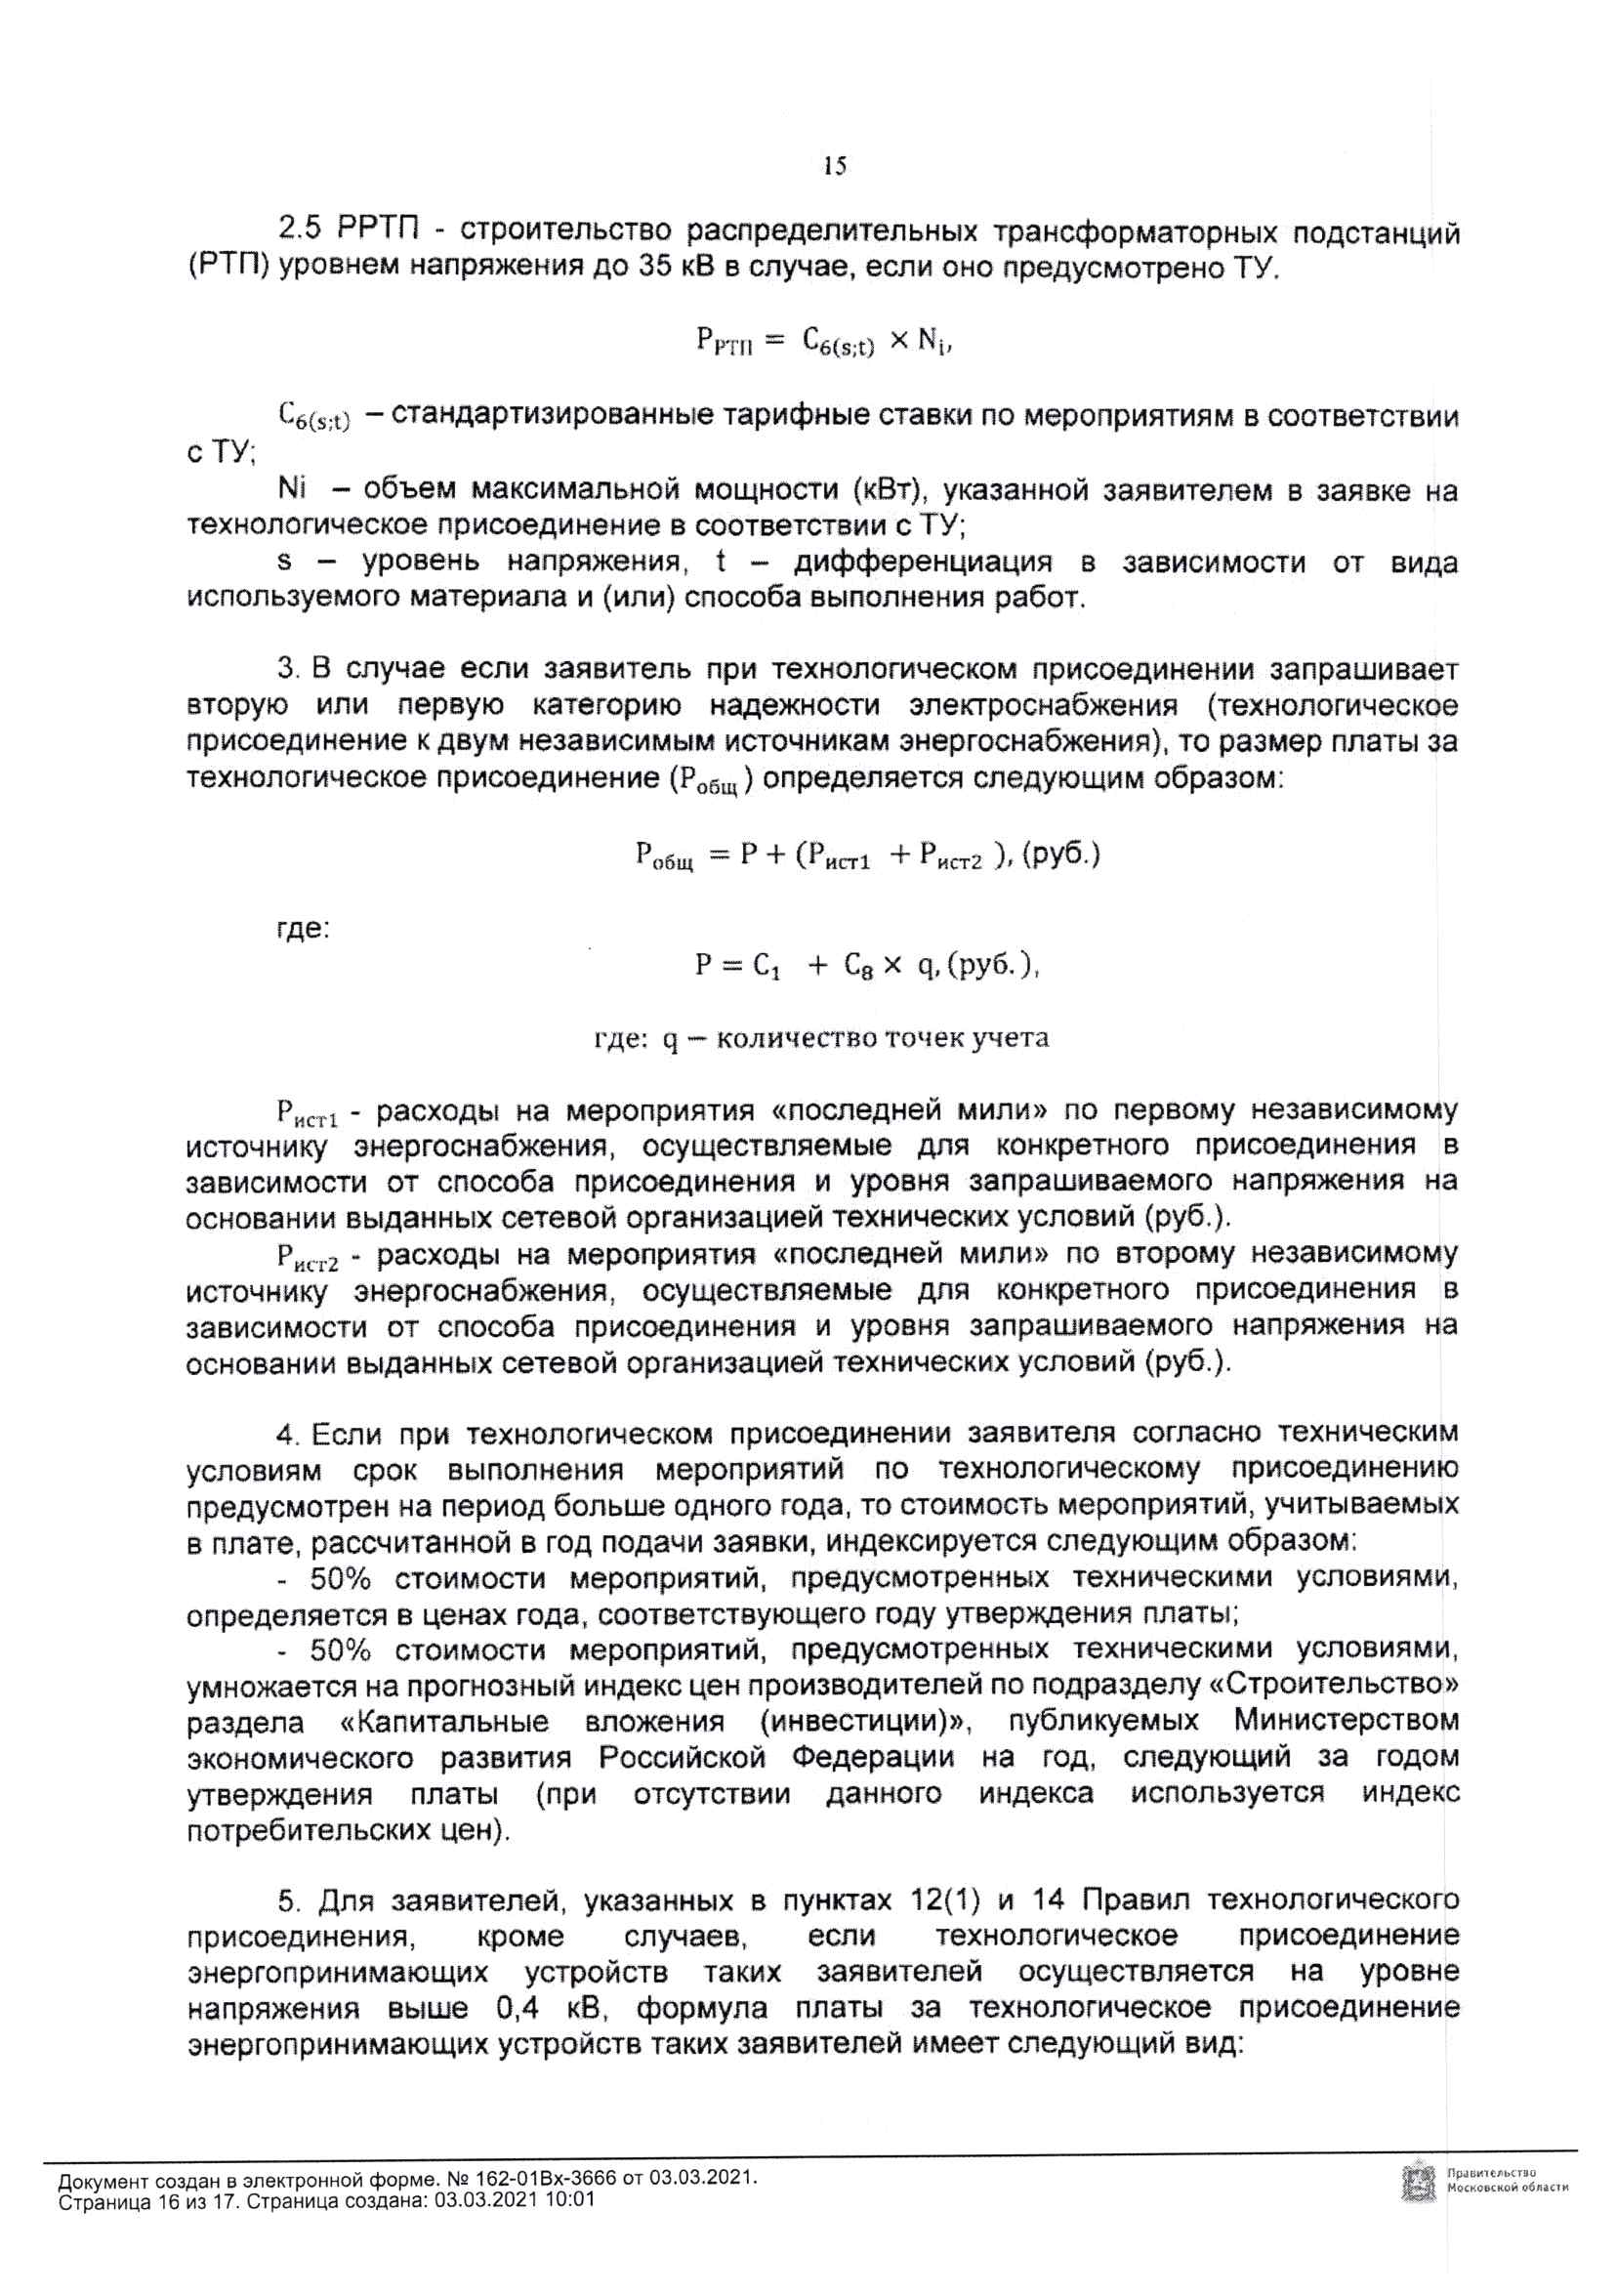 15
2.5 РРТП - строительство распределительных трансформаторных подстанций
(РТП) уровнем напряжения до 35 кВ в случае, если оно предусмотрено ТУ.
Р РТП = С6(s;t) × Ni,
С6(s;t) – стандартизированные тарифные ставки по мероприятиям в соответствии
с ТУ;
Ni – объем максимальной мощности (кВт), указанной заявителем в заявке на
технологическое присоединение в соответствии с ТУ;
s – уровень напряжения, t – дифференциация в зависимости от вида
используемого материала и (или) способа выполнения работ.
3. В случае если заявитель при технологическом присоединении запрашивает
вторую или первую категорию надежности электроснабжения (технологическое
присоединение к двум независимым источникам энергоснабжения), то размер платы за
технологическое присоединение (Робщ) определяется следующим образом:
Робщ = Р + (Рист1 + Рист2 ), (руб.)
где:
Р = С1 + С8 × q, (руб.),
где: q – количество точек учета
Рист1 - расходы на мероприятия «последней мили» по первому независимому
источнику энергоснабжения, осуществляемые для конкретного присоединения в
зависимости от способа присоединения и уровня запрашиваемого напряжения на
основании выданных сетевой организацией технических условий (руб.).
Рист2 - расходы на мероприятия «последней мили» по второму независимому
источнику энергоснабжения, осуществляемые для конкретного присоединения в
зависимости от способа присоединения и уровня запрашиваемого напряжения на
основании выданных сетевой организацией технических условий (руб.).
4. Если при технологическом присоединении заявителя согласно техническим
условиям срок выполнения мероприятий по технологическому присоединению
предусмотрен на период больше одного года, то стоимость мероприятий, учитываемых
в плате, рассчитанной в год подачи заявки, индексируется следующим образом:
- 50% стоимости мероприятий, предусмотренных техническими условиями,
определяется в ценах года, соответствующего году утверждения платы;
- 50% стоимости мероприятий, предусмотренных техническими условиями,
умножается на прогнозный индекс цен производителей по подразделу «Строительство»
раздела «Капитальные вложения (инвестиции)», публикуемых Министерством
экономического развития Российской Федерации на год, следующий за годом
утверждения платы (при отсутствии данного индекса используется индекс
потребительских цен).
5. Для заявителей, указанных в пунктах 12(1) и 14 Правил технологического
присоединения, кроме случаев, если технологическое присоединение
энергопринимающих устройств таких заявителей осуществляется на уровне
напряжения выше 0,4 кВ, формула платы за технологическое присоединение
энергопринимающих устройств таких заявителей имеет следующий вид:
Документ создан в электронной форме. № 162-01Вх-3666 от 03.03.2021.
Страница 16 из 17. Страница создана: 03.03.2021 10:01
Правительство
Московской области